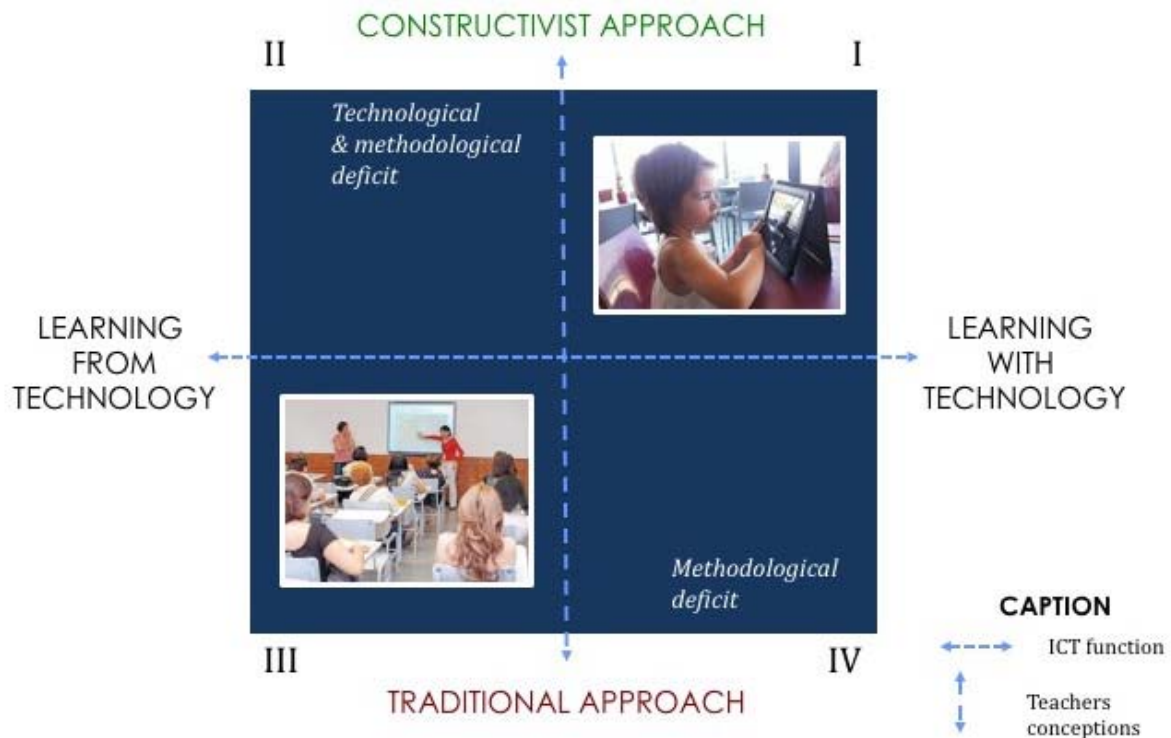 CONSTRUCTIVIST APPROACH
II
I
Technological
& methodological
deficit
LEARNING
FROM
TECHNOLOGY
LEARNING
WITH
TECHNOLOGY
Methodological
deficit
III
IV
TRADITIONAL APPROACH
CAPTION
ICT function
Teachers
conceptions